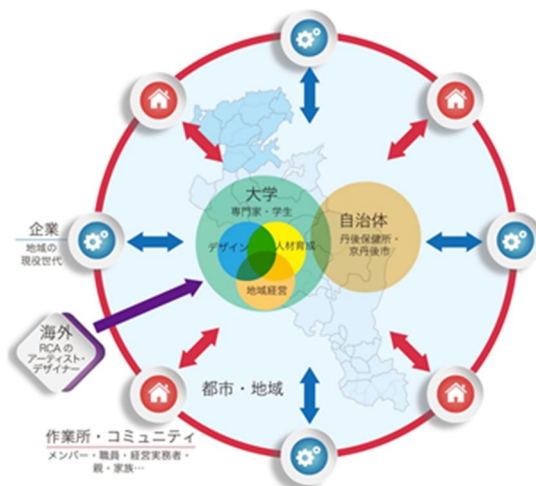 大学
専門家・学生
デザイン
人材育成
地域経営
自治体
丹後保健所・
京丹後市
企業
地域の
現役世代
海外
RCAの
アーティスト・
デザイナー
都市・地域
作業所・コミュニティ
メンバー・職員・経営実務者・
親・家族…